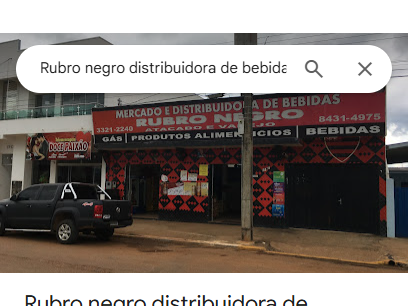 Rubro negro distribuidora de bebida
MERCADO E DISTRIBUIDORA DE BEBIDAS
3321-2240 RUBRO NEGRO 8431-4975
ATACADO E VAREJO
GÁS | PRODUTOS ALIMENTÍCIOS | BEBIDAS
DOCE PAIXÃO
Rubro negro distribuidora de